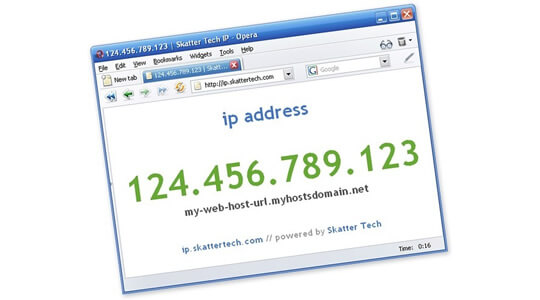 124.456.789.123 | Skatter Tech IP - Opera
File Edit View Bookmarks Widgets Tools Help
New tab 124.456.789.123 | Skatt...
http://ip.skattertech.com Google
ip address
124.456.789.123
my-web-host-url.myhostsdomain.net
ip.skattertech.com // powered by Skatter Tech
Time: 0:16